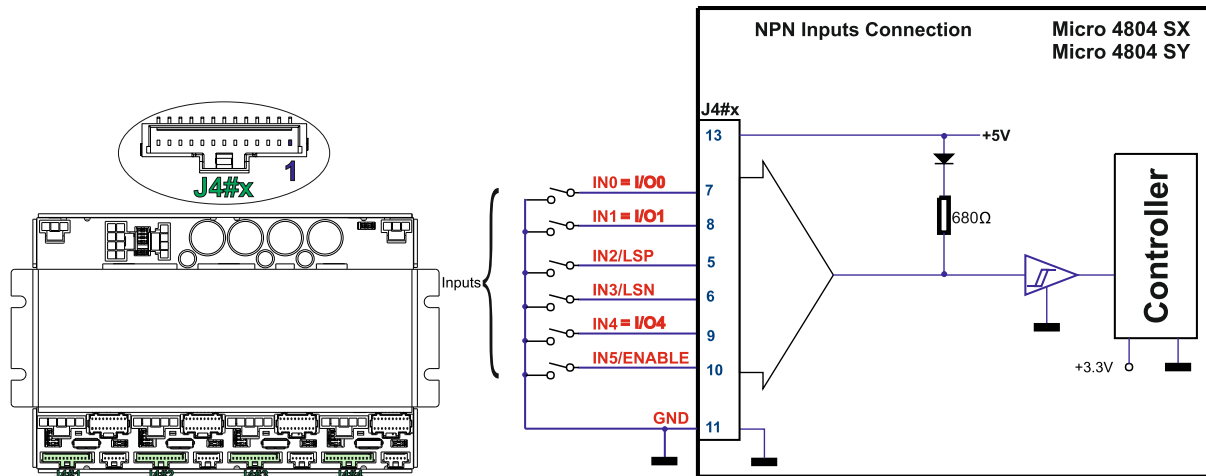 NPN Inputs Connection
Micro 4804 SX
Micro 4804 SY
J4#x
13
+5V
1
J4#x
IN0 = I/O0
7
IN1 = I/O1
8
680Ω
IN2/LSP
5
Inputs
IN3/LSN
6
IN4 = I/O4
9
IN5/ENABLE
10
Controller
+3.3V
GND
11